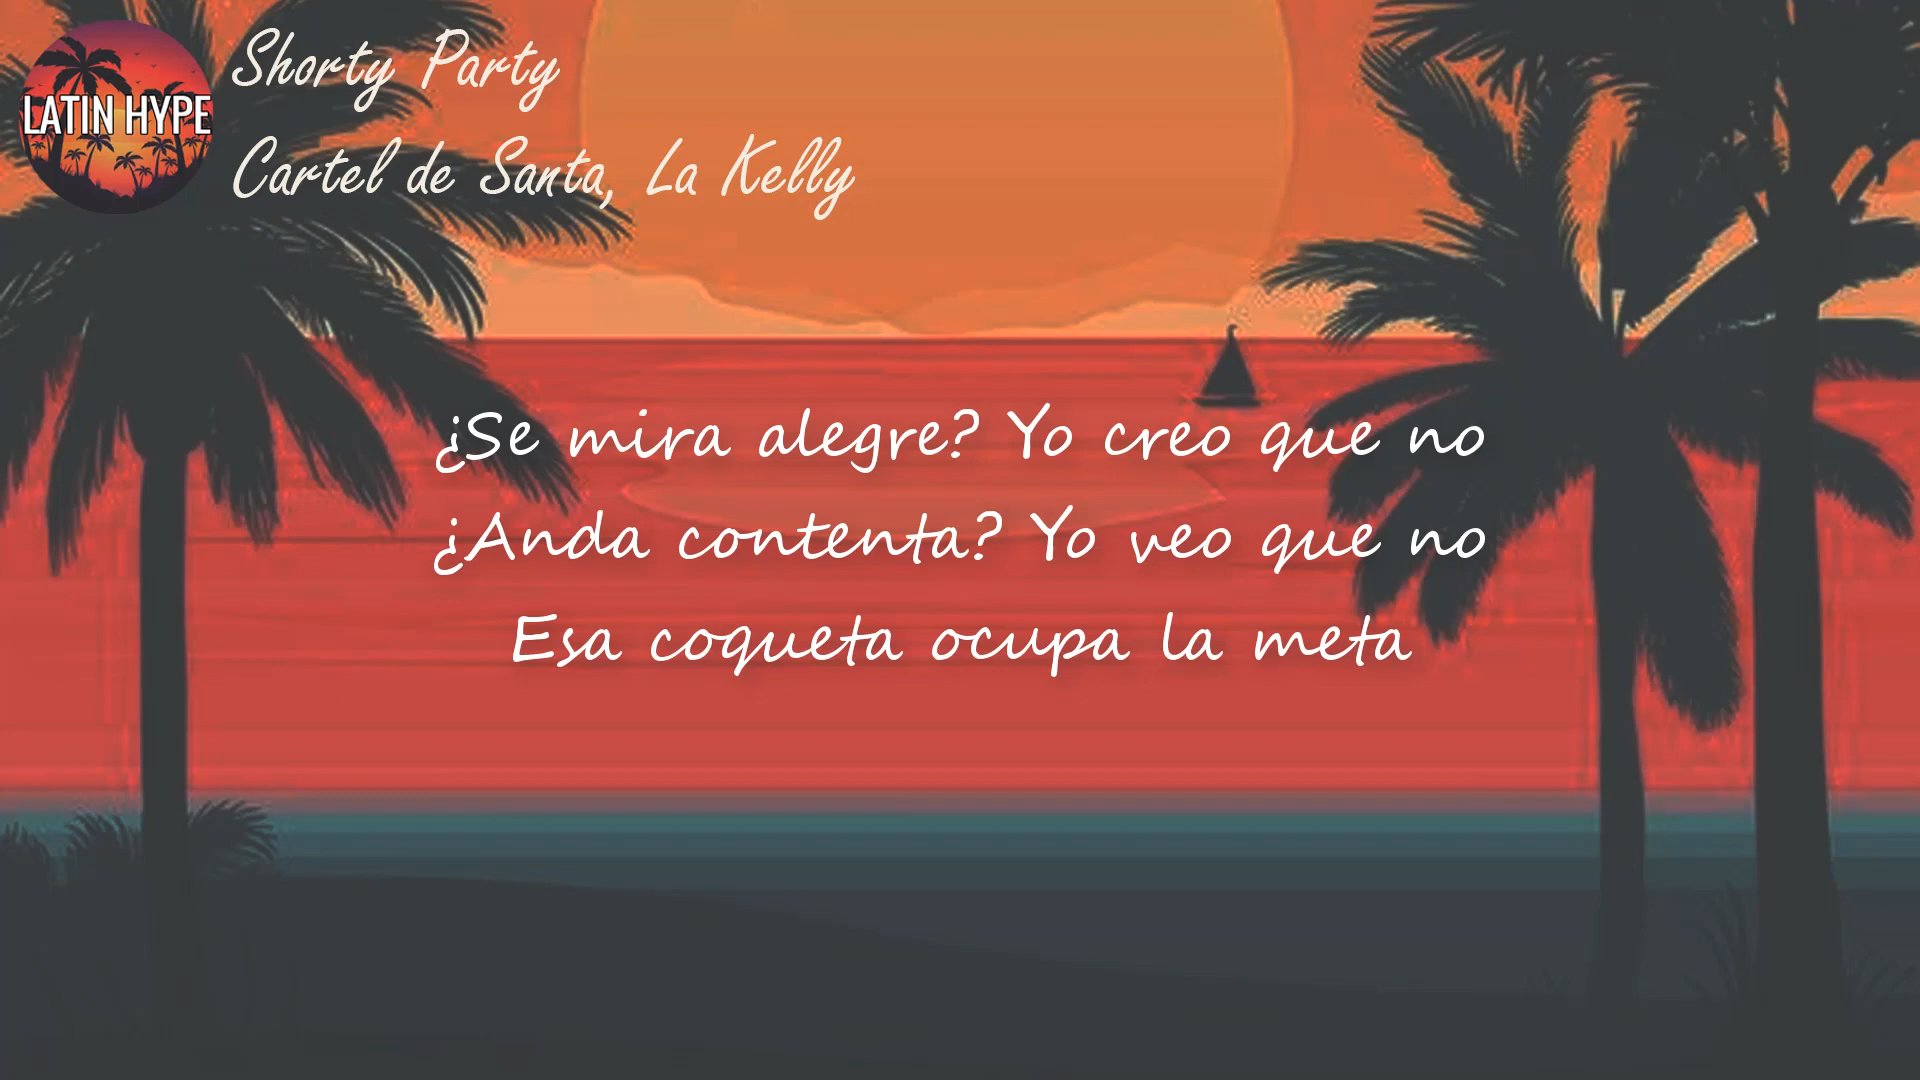 LATIN HYPE
Shorty Party
Cartel de Santa, La Kelly
¿Se mira alegre? Yo creo que no
¿Anda contenta? Yo veo que no
Esa coqueta ocupa la meta